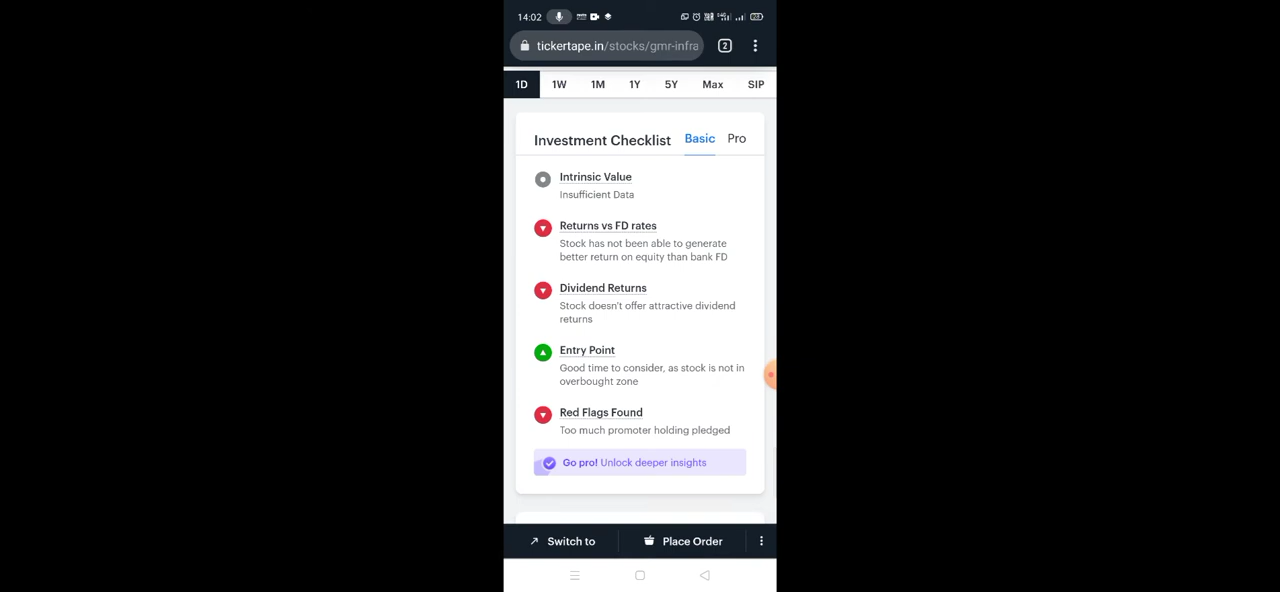 14:02
tickertape.in/stocks/gmr-infra
2
1D 1W 1M 1Y 5Y Max SIP
Investment Checklist Basic Pro
Intrinsic Value
Insufficient Data
Returns vs FD rates
Stock has not been able to generate
better return on equity than bank FD
Dividend Returns
Stock doesn't offer attractive dividend
returns
Entry Point
Good time to consider, as stock is not in
overbought zone
Red Flags Found
Too much promoter holding pledged
Go pro! Unlock deeper insights
Switch to Place Order